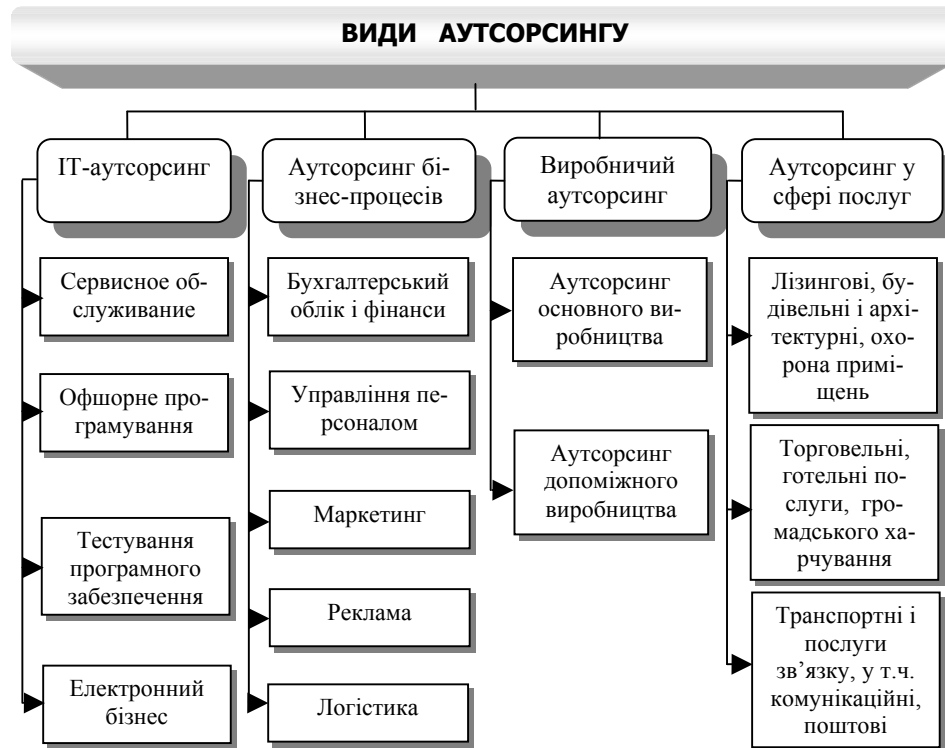 ВИДИ АУТСОРСИНГУ
ІТ-аутсорсинг
Сервисное об-
служивание
Офшорне про-
грамування
Тестування
програмного
забезпечення
Електронний
бізнес
Аутсорсинг бі-
знес-процесів
Бухгалтерський
облік і фінанси
Управління пе-
рсоналом
Маркетинг
Реклама
Логістика
Виробничий
аутсорсинг
Аутсорсинг
основного ви-
робництва
Аутсорсинг
допоміжного
виробництва
Аутсорсинг у
сфері послуг
Лізингові, бу-
дівельні і архі-
тектурні, охо-
рона примі-
щень
Торговельні,
готельні по-
слуги, гро-
мадського ха-
рчування
Транспортні і
послуги
зв’язку, у т.ч.
комунікаційні,
поштові